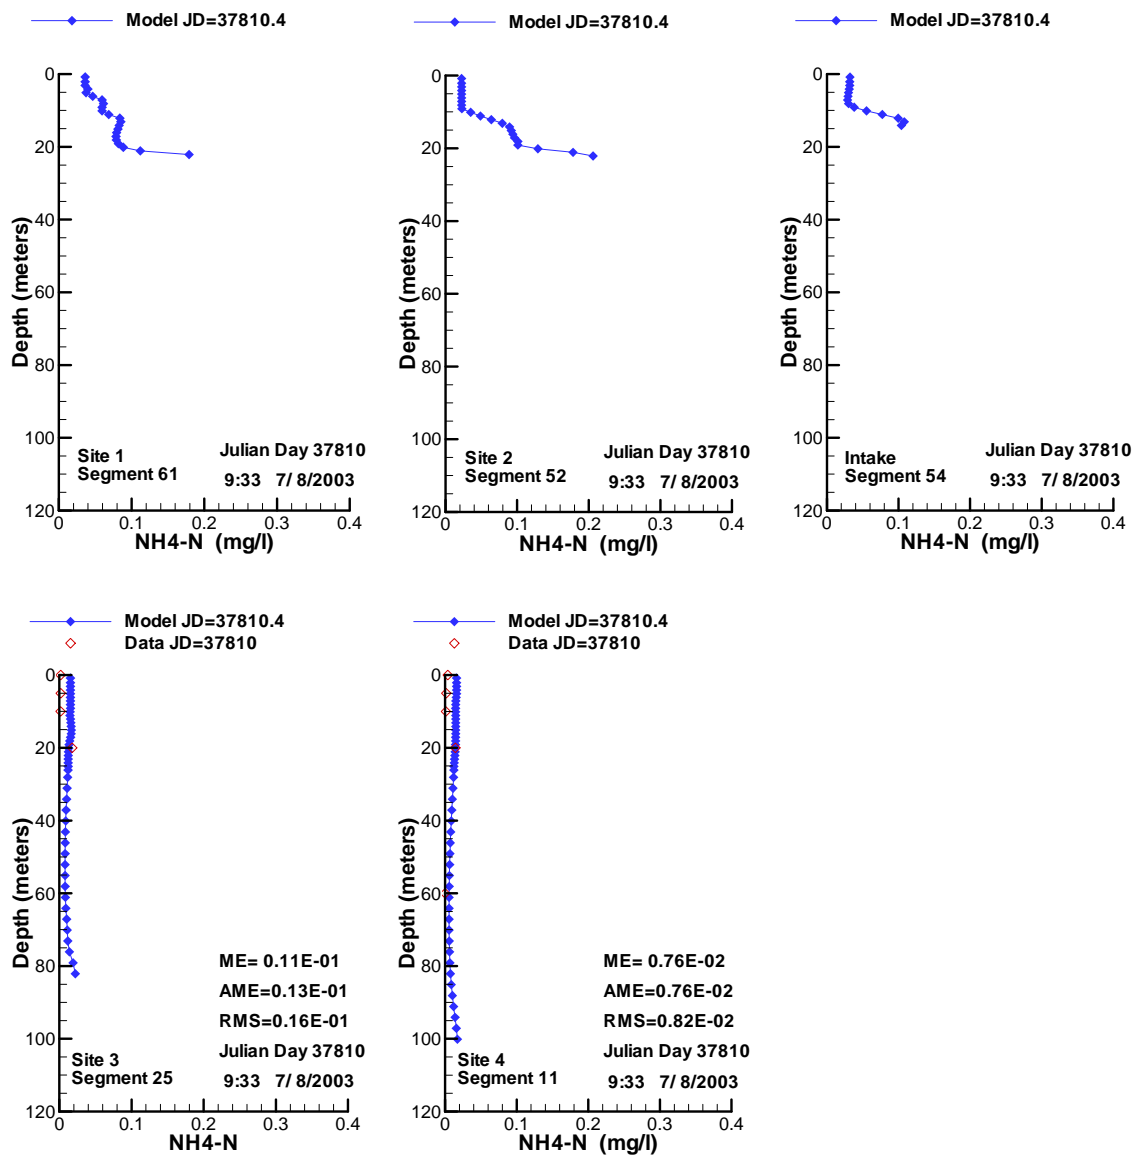 Model JD=37810.4
0
20
40
60
80
100
120
Depth (meters)
Site 1
Segment 61
Julian Day 37810
9:33 7/ 8/2003
0 0.1 0.2 0.3 0.4
NH4-N (mg/l)
Model JD=37810.4
0
20
40
60
80
100
120
Depth (meters)
Site 2
Segment 52
Julian Day 37810
9:33 7/ 8/2003
0 0.1 0.2 0.3 0.4
NH4-N (mg/l)
Model JD=37810.4
0
20
40
60
80
100
120
Depth (meters)
Intake
Segment 54
Julian Day 37810
9:33 7/ 8/2003
0 0.1 0.2 0.3 0.4
NH4-N (mg/l)
Model JD=37810.4
Data JD=37810
0
20
40
60
80
100
120
Depth (meters)
ME= 0.11E-01
AME=0.13E-01
RMS=0.16E-01
Site 3
Segment 25
Julian Day 37810
9:33 7/ 8/2003
0 0.1 0.2 0.3 0.4
NH4-N
Model JD=37810.4
Data JD=37810
0
20
40
60
80
100
120
Depth (meters)
ME= 0.76E-02
AME=0.76E-02
RMS=0.82E-02
Site 4
Segment 11
Julian Day 37810
9:33 7/ 8/2003
0 0.1 0.2 0.3 0.4
NH4-N (mg/l)